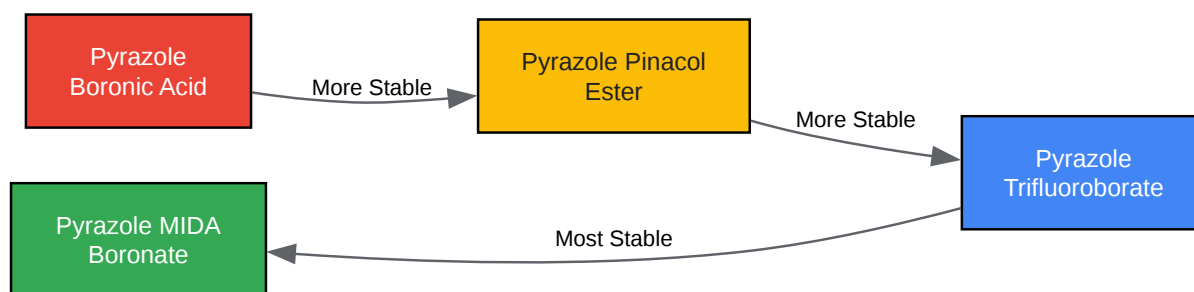 Pyrazole
Boronic Acid
More Stable
Pyrazole Pinacol
Ester
More Stable
Pyrazole
Trifluoroborate
Most Stable
Pyrazole MIDA
Boronate